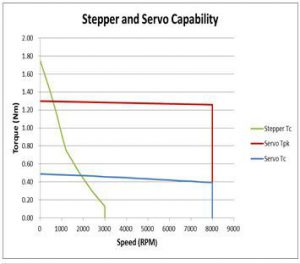 Stepper and Servo Capability
2.00
1.80
1.60
1.40
1.20
1.00
0.80
0.60
0.40
0.20
0.00
Torque (Nm)
0 1000 2000 3000 4000 5000 6000 7000 8000 9000
Speed (RPM)
Stepper Tc
Servo Tpk
Servo Tc